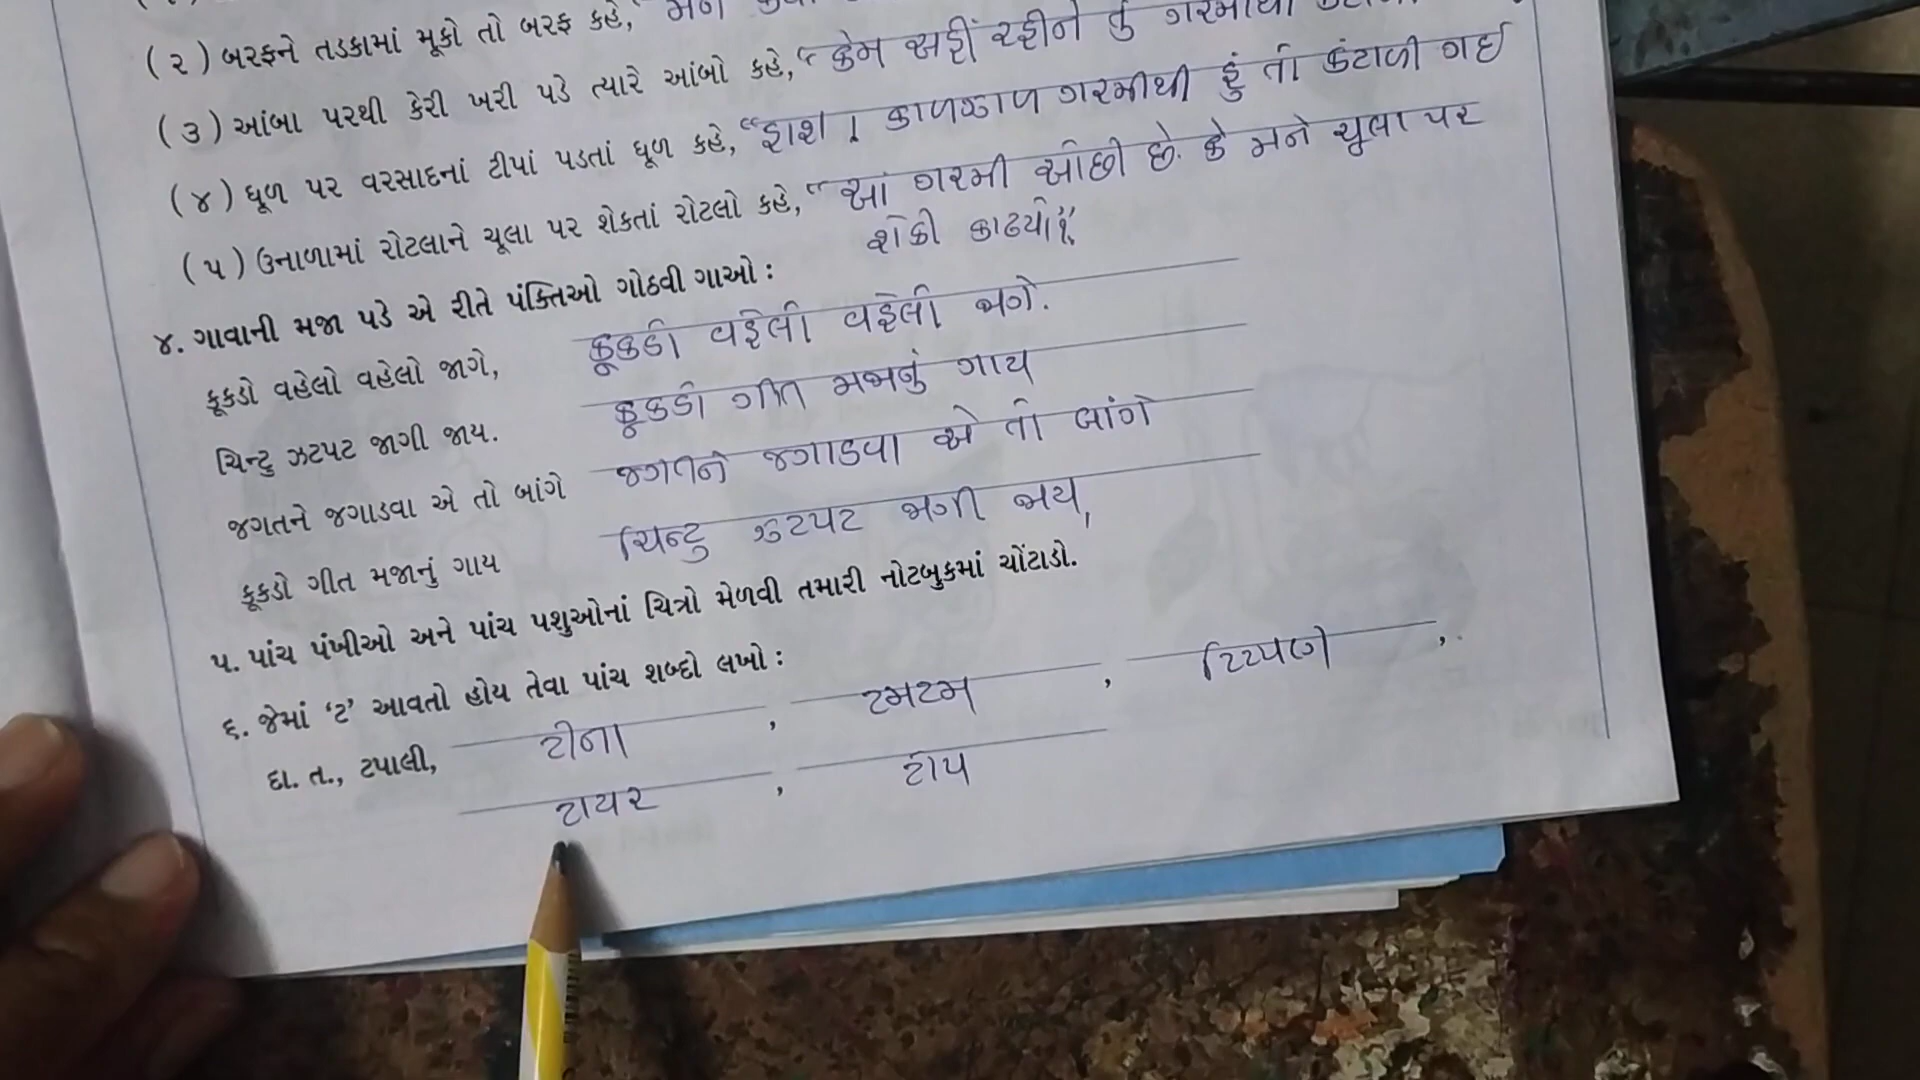 (૨) બરફને તડકામાં મૂકો તો બરફ કહે, "
(૩) આંબા પરથી કેરી ખરી પડે ત્યારે આંબો કહે, "કેમ અહીં રહીને તું ગરમીથી
(૪) ધૂળ પર વરસાદનાં ટીપાં પડતાં ધૂળ કહે, "હાશ! કાળઝાળ ગરમીથી હું તો કંટાળી ગઈ
(૫) ઉનાળામાં રોટલાને ચૂલા પર શેકતાં રોટલો કહે, "આ ગરમી ઓછી છે. કે મને ચૂલા પર
શેકી કાઢયો?"
૪. ગાવાની મજા પડે એ રીતે પંક્તિઓ ગોઠવી ગાઓ :
કૂકડો વહેલો વહેલો જાગે, કૂકડો વહેલો વહેલો જાગે.
ચિન્ટુ ઝટપટ જાગી જાય. કૂકડો ગીત મજાનું ગાય
જગતને જગાડવા એ તો બાંગે જગતને જગાડવા એ તો બાંગે
કૂકડો ગીત મજાનું ગાય ચિન્ટુ ઝટપટ જાગી જાય,
૫. પાંચ પંખીઓ અને પાંચ પશુઓનાં ચિત્રો મેળવી તમારી નોટબુકમાં ચોંટાડો.
૬. જેમાં ‘ટ’ આવતો હોય તેવા પાંચ શબ્દો લખો :
દા. ત., ટપાલી, ટીના , ટમટમ ,
ટાયર , ટોપ